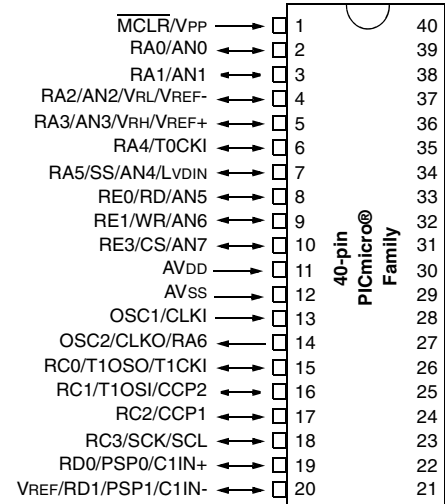 MCLR/VPP 1 40
RA0/AN0 2 39
RA1/AN1 3 38
RA2/AN2/VRL/VREF- 4 37
RA3/AN3/VRH/VREF+ 5 36
RA4/T0CKI 6 35
RA5/SS/AN4/LVDIN 7 34
RE0/RD/AN5 8 33
RE1/WR/AN6 9 32
RE3/CS/AN7 10 31
AVDD 11 30
AVSS 12 29
OSC1/CLKI 13 28
OSC2/CLKO/RA6 14 27
RC0/T1OSO/T1CKI 15 26
RC1/T1OSI/CCP2 16 25
RC2/CCP1 17 24
RC3/SCK/SCL 18 23
RD0/PSP0/C1IN+ 19 22
VREF/RD1/PSP1/C1IN- 20 21
40-pin
PICmicro®
Family